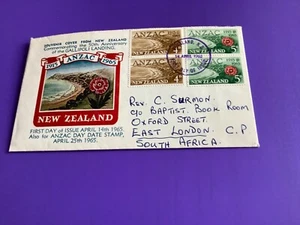 SOUVENIR COVER FROM NEW ZEALAND
Commemorating the 50th Anniversary
of the GALLIPOLI LANDING.
1915 ANZAC 1965
NEW ZEALAND
FIRST DAY of ISSUE APRIL 14th 1965.
Also for ANZAC DAY DATE STAMP,
APRIL 25th 1965.
ANZAC
NEW ZEALAND
5
REV. C. SURMON.
C/O BAPTIST. BOOK ROOM
OXFORD STREET.
EAST LONDON. C.P
SOUTH AFRICA.